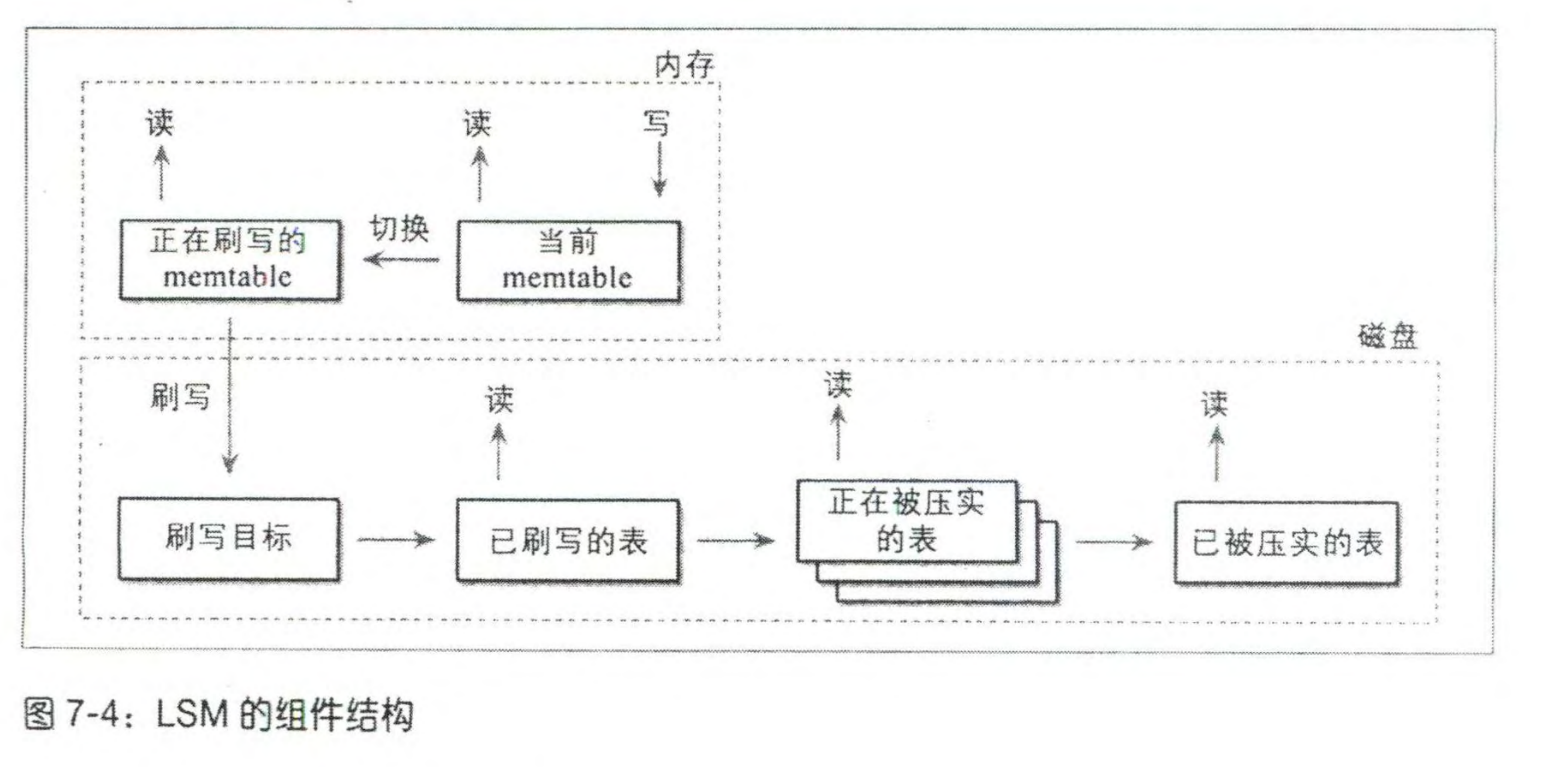 内存
读
读
写
正在刷写的
memtable
切换
当前
memtable
磁盘
刷写
读
读
读
刷写目标
已刷写的表
正在被压实
的表
已被压实的表
图 7-4：LSM 的组件结构